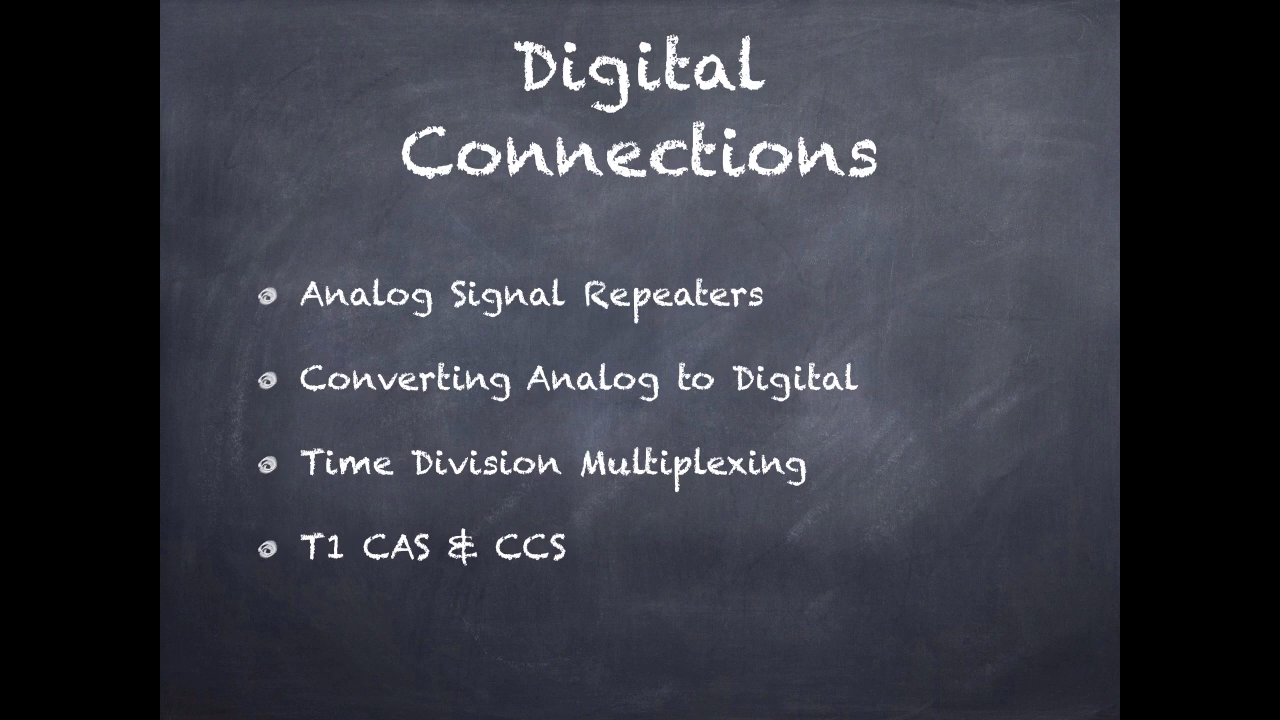 Digital
Connections
Analog Signal Repeaters
Converting Analog to Digital
Time Division Multiplexing
T1 CAS & CCS